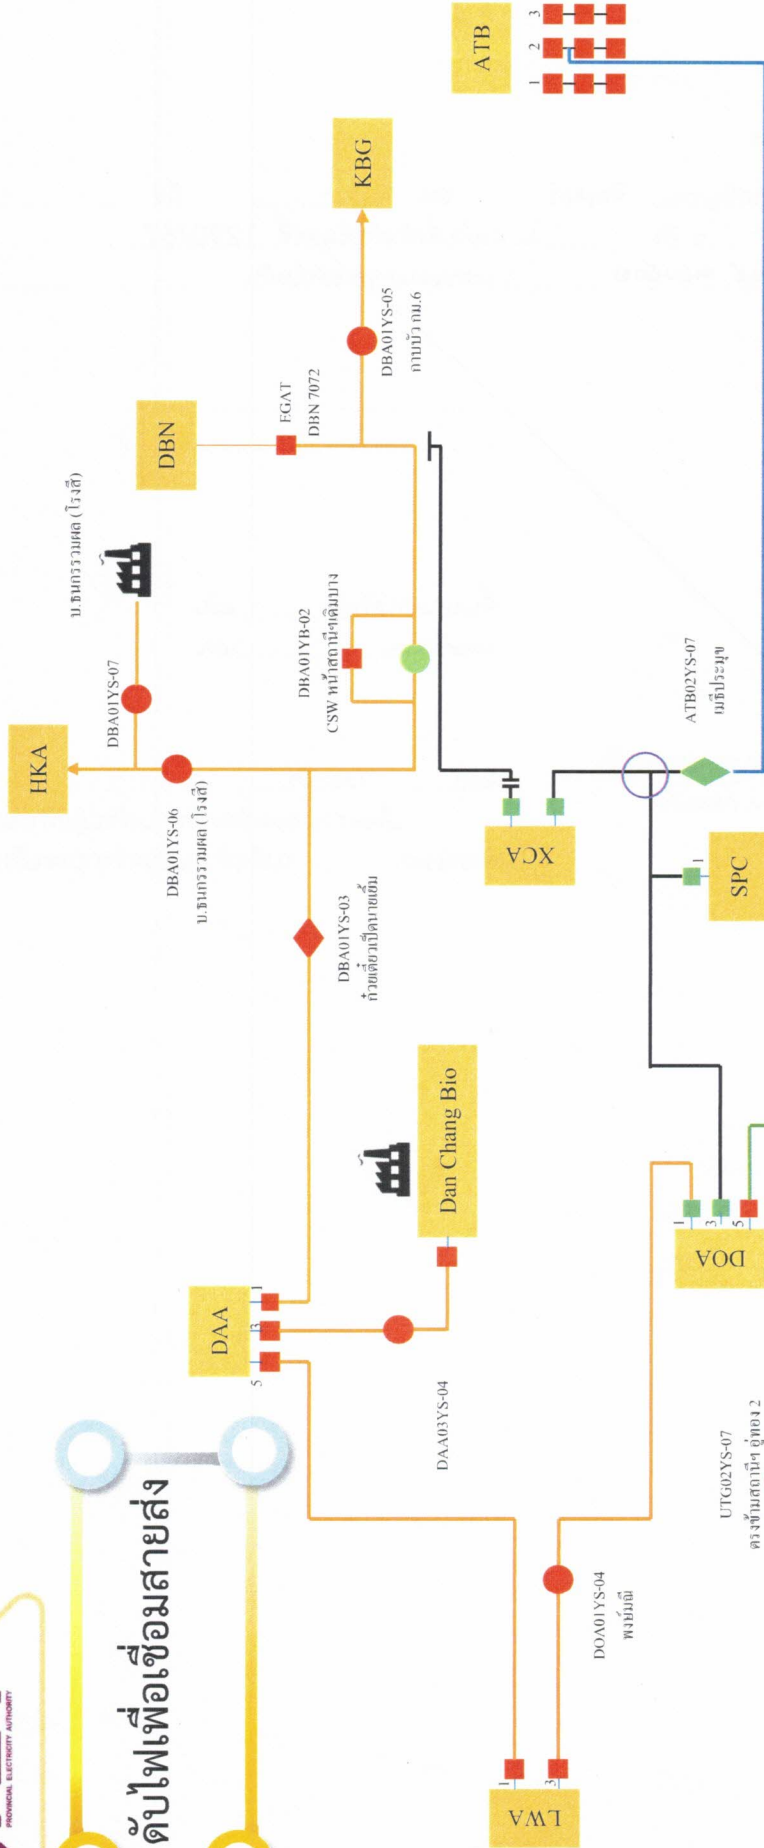 PROVINCIAL ELECTRICITY AUTHORITY
ดับไฟเพื่อเชื่อมสายส่ง
HKA
DBA01YS-07
บ.ธนกรรวมผล (โรงสี)
DBA01YS-06
บ.ธนกรรวมผล (โรงสี)
DBN
EGAT
DBN 7072
KBG
DBA01YS-05
กาบบัว กม.6
ATB
1
2
3
DBA01YB-02
CSW หน้าสถานีฯเดิมบาง
DBA01YS-03
ก๋วยเตี๋ยวเป็ดนายเอ็ม
DAA
5
3
1
DAA03YS-04
Dan Chang Bio
XCA
ATB02YS-07
เมธีประมุข
SPC
1
LWA
1
3
DOA01YS-04
พงษ์มณี
DOA
1
3
5
UTG02YS-07
ตรงข้ามสถานีฯ อู่ทอง 2